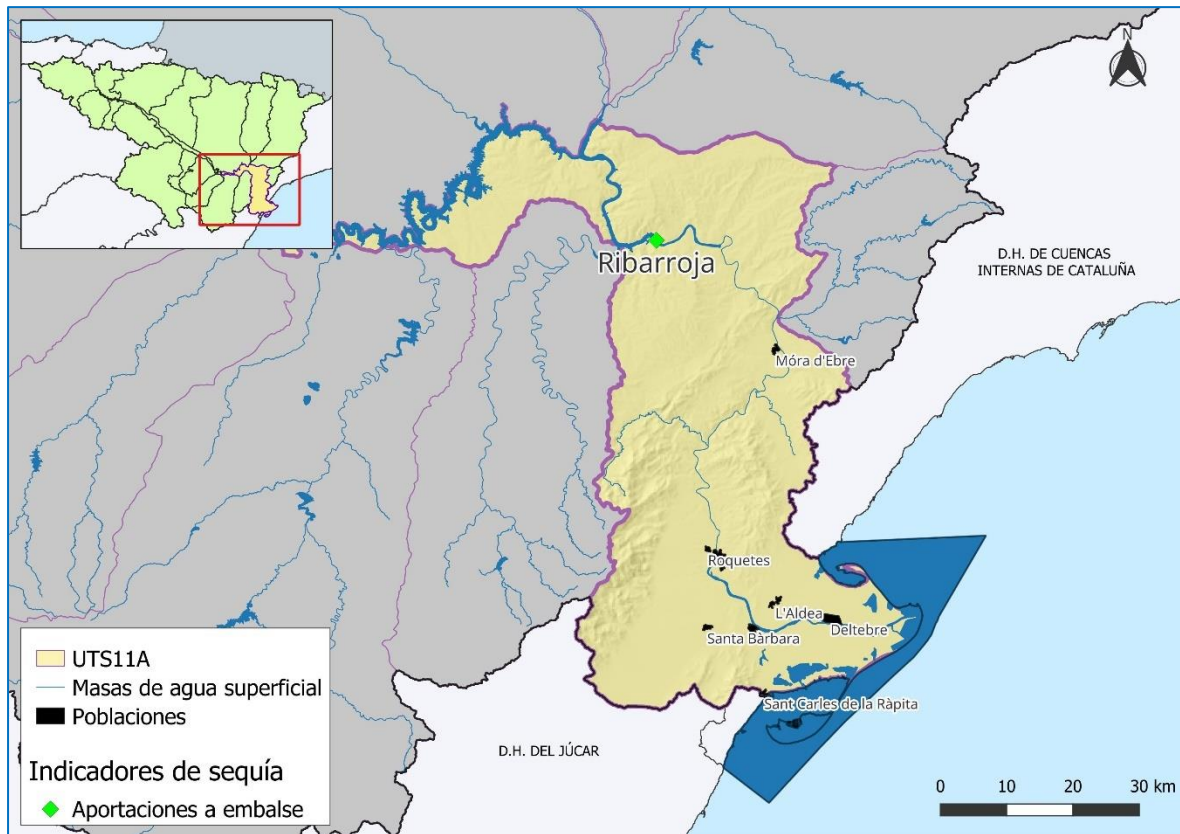 N
D.H. DE CUENCAS
INTERNAS DE CATALUÑA
Ribarroja
Móra d'Ebre
Roquetes
L'Aldea
Deltebre
Santa Bàrbara
Sant Carles de la Ràpita
D.H. DEL JÚCAR
UTS11A
Masas de agua superficial
Poblaciones
Indicadores de sequía
Aportaciones a embalse
0 10 20 30 km